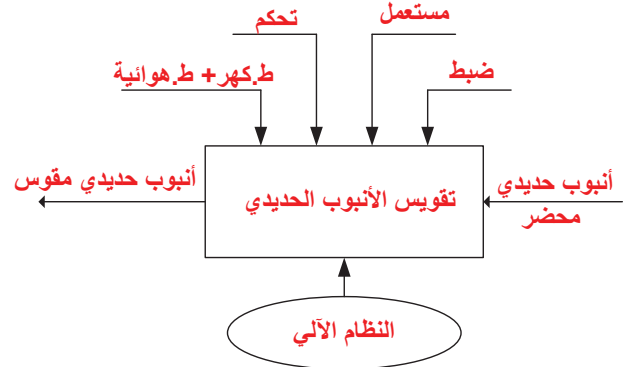 تحكم
مستعمل
ط.كهر+ ط.هوائية
ضبط
أنبوب حديدي
محضر
تقويس الأنبوب الحديدي
أنبوب حديدي مقوس
النظام الآلي